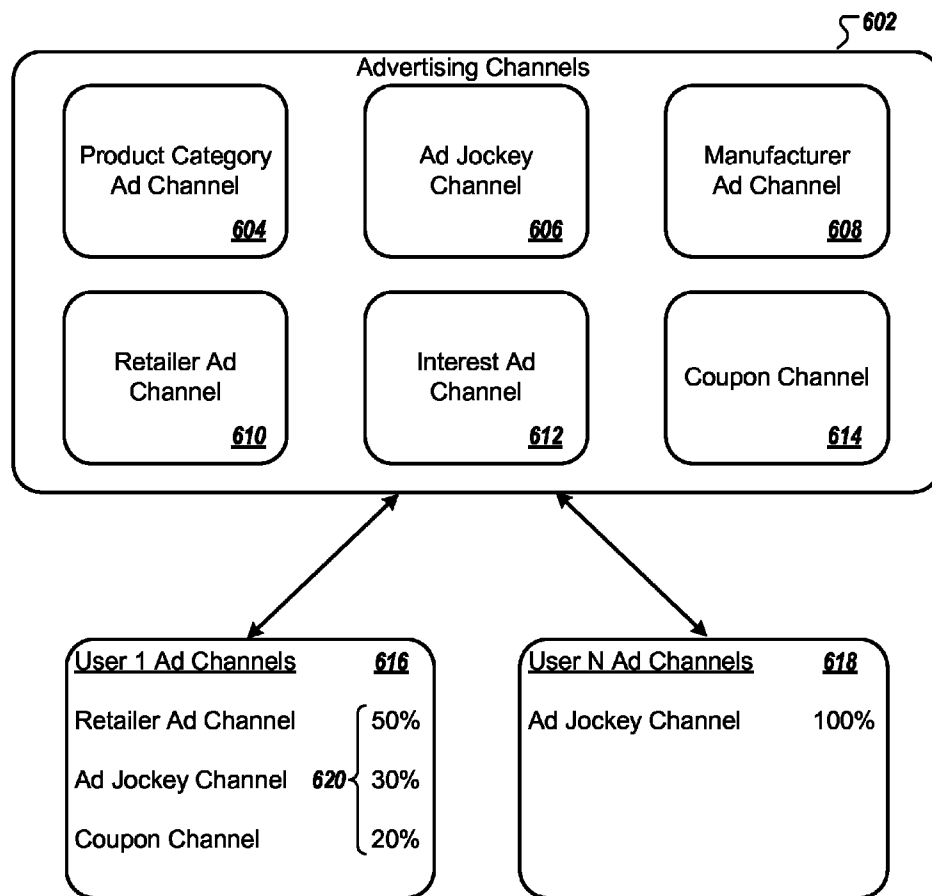 602
Advertising Channels
Product Category
Ad Channel
604
Ad Jockey
Channel
606
Manufacturer
Ad Channel
608
Retailer Ad
Channel
610
Interest Ad
Channel
612
Coupon Channel
614
User 1 Ad Channels 616
Retailer Ad Channel 50%
Ad Jockey Channel 620 30%
Coupon Channel 20%
User N Ad Channels 618
Ad Jockey Channel 100%